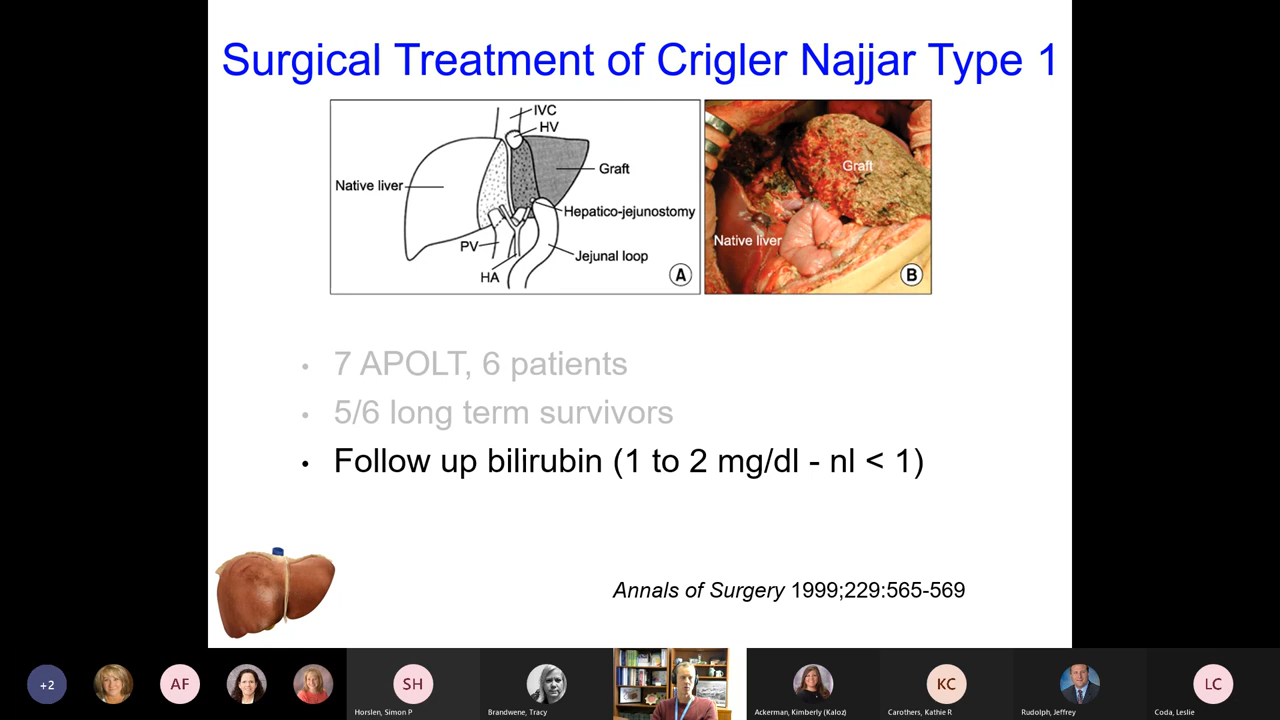 Surgical Treatment of Crigler Najjar Type 1
IVC
HV
Graft
Native liver
Hepatico-jejunostomy
PV
Jejunal loop
HA
A
Graft
Native liver
B
• 7 APOLT, 6 patients
• 5/6 long term survivors
• Follow up bilirubin (1 to 2 mg/dl - nl < 1)
Annals of Surgery 1999;229:565-569
+2
AF
SH
Horslen, Simon P
Brandwene, Tracy
Ackerman, Kimberly (Kaloz)
KC
Carothers, Kathie R
Rudolph, Jeffrey
LC
Coda, Leslie